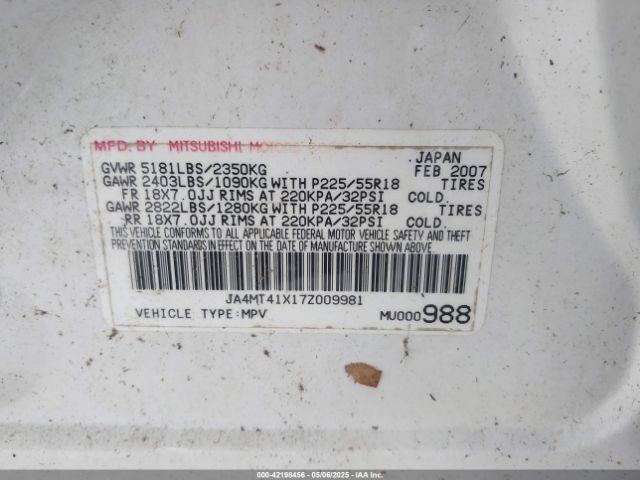 MFD. BY MITSUBISHI MOTORS
JAPAN
GVWR 5181LBS/2350KG FEB 2007
GAWR 2403LBS/1090KG WITH P225/55R18 TIRES
FR 18X7.0JJ RIMS AT 220KPA/32PSI COLD.
GAWR 2822LBS/1280KG WITH P225/55R18 TIRES
RR 18X7.0JJ RIMS AT 220KPA/32PSI COLD.
THIS VEHICLE CONFORMS TO ALL APPLICABLE FEDERAL MOTOR VEHICLE SAFETY AND THEFT
PREVENTION STANDARDS IN EFFECT ON THE DATE OF MANUFACTURE SHOWN ABOVE.
JA4MT41X17Z009981
VEHICLE TYPE:MPV MU000988
000-42198456 - 05/06/2025 - IAAI.COM